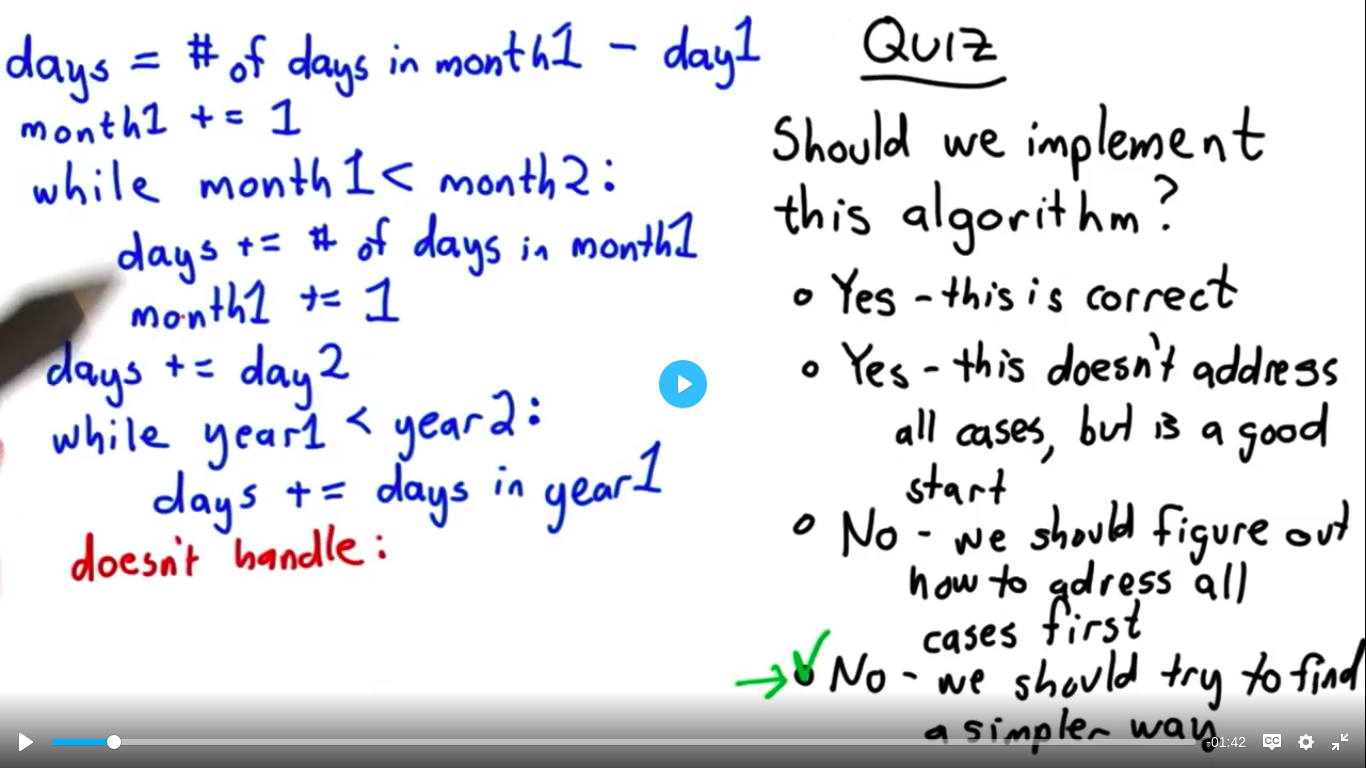 days = # of days in month1 - day1
month1 += 1
while month1 < month2:
days += # of days in month1
month1 += 1
days += day2
while year1 < year2:
days += days in year1
doesn't handle:
QUIZ
Should we implement
this algorithm?
• Yes - this is correct
• Yes - this doesn't address
all cases, but is a good
start
• No - we should figure out
how to adress all
cases first
→ • No - we should try to find
a simpler way
-01:42
CC